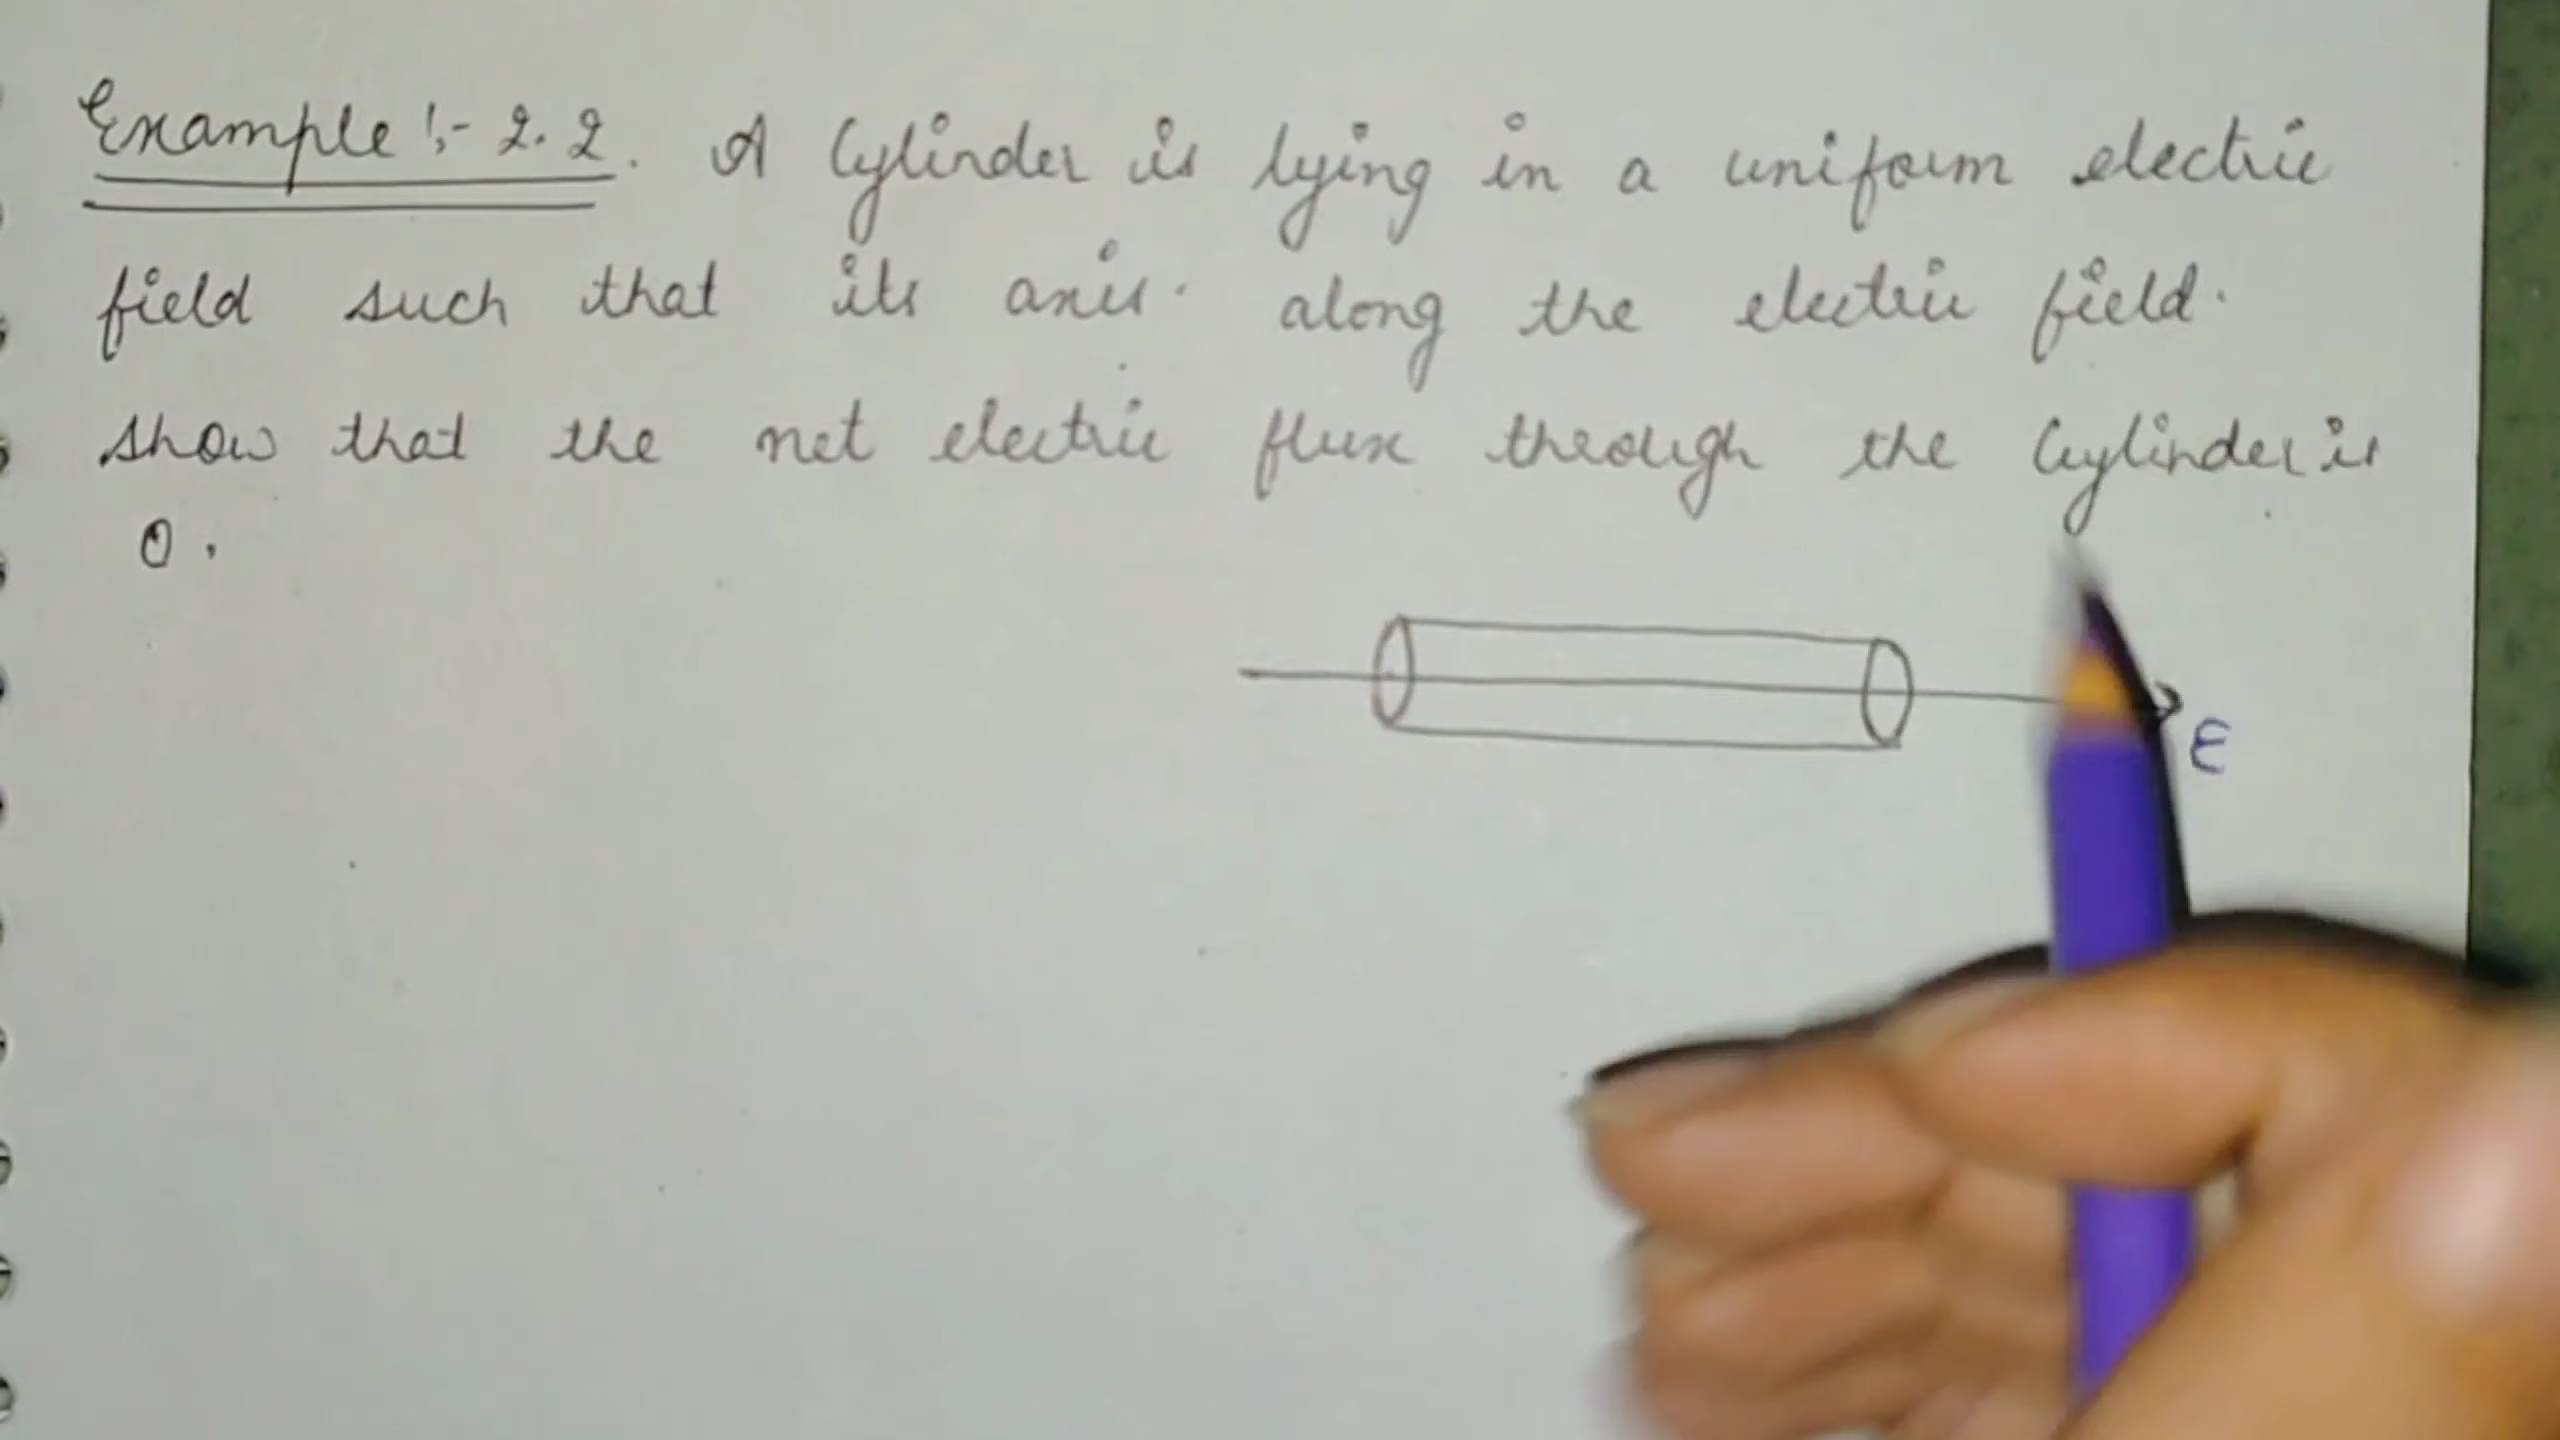 Example :- 2.2. A Cylinder is lying in a uniform electric
field such that its axis. along the electric field.
show that the net electric flux through the Cylinder is
0.
E